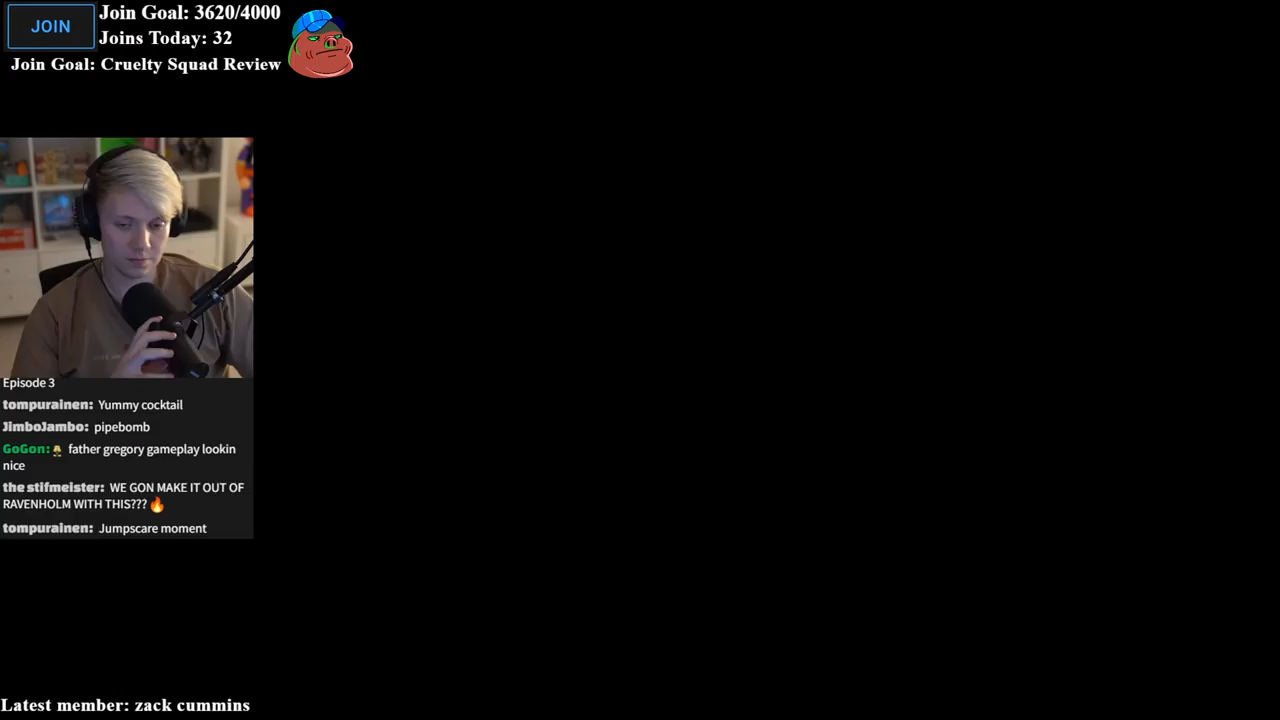 JOIN
Join Goal: 3620/4000
Joins Today: 32
Join Goal: Cruelty Squad Review
Episode 3
tompurainen: Yummy cocktail
JimboJambo: pipebomb
GoGon: father gregory gameplay lookin
nice
the stifmeister: WE GON MAKE IT OUT OF
RAVENHOLM WITH THIS??? 🔥
tompurainen: Jumpscare moment
Latest member: zack cummins